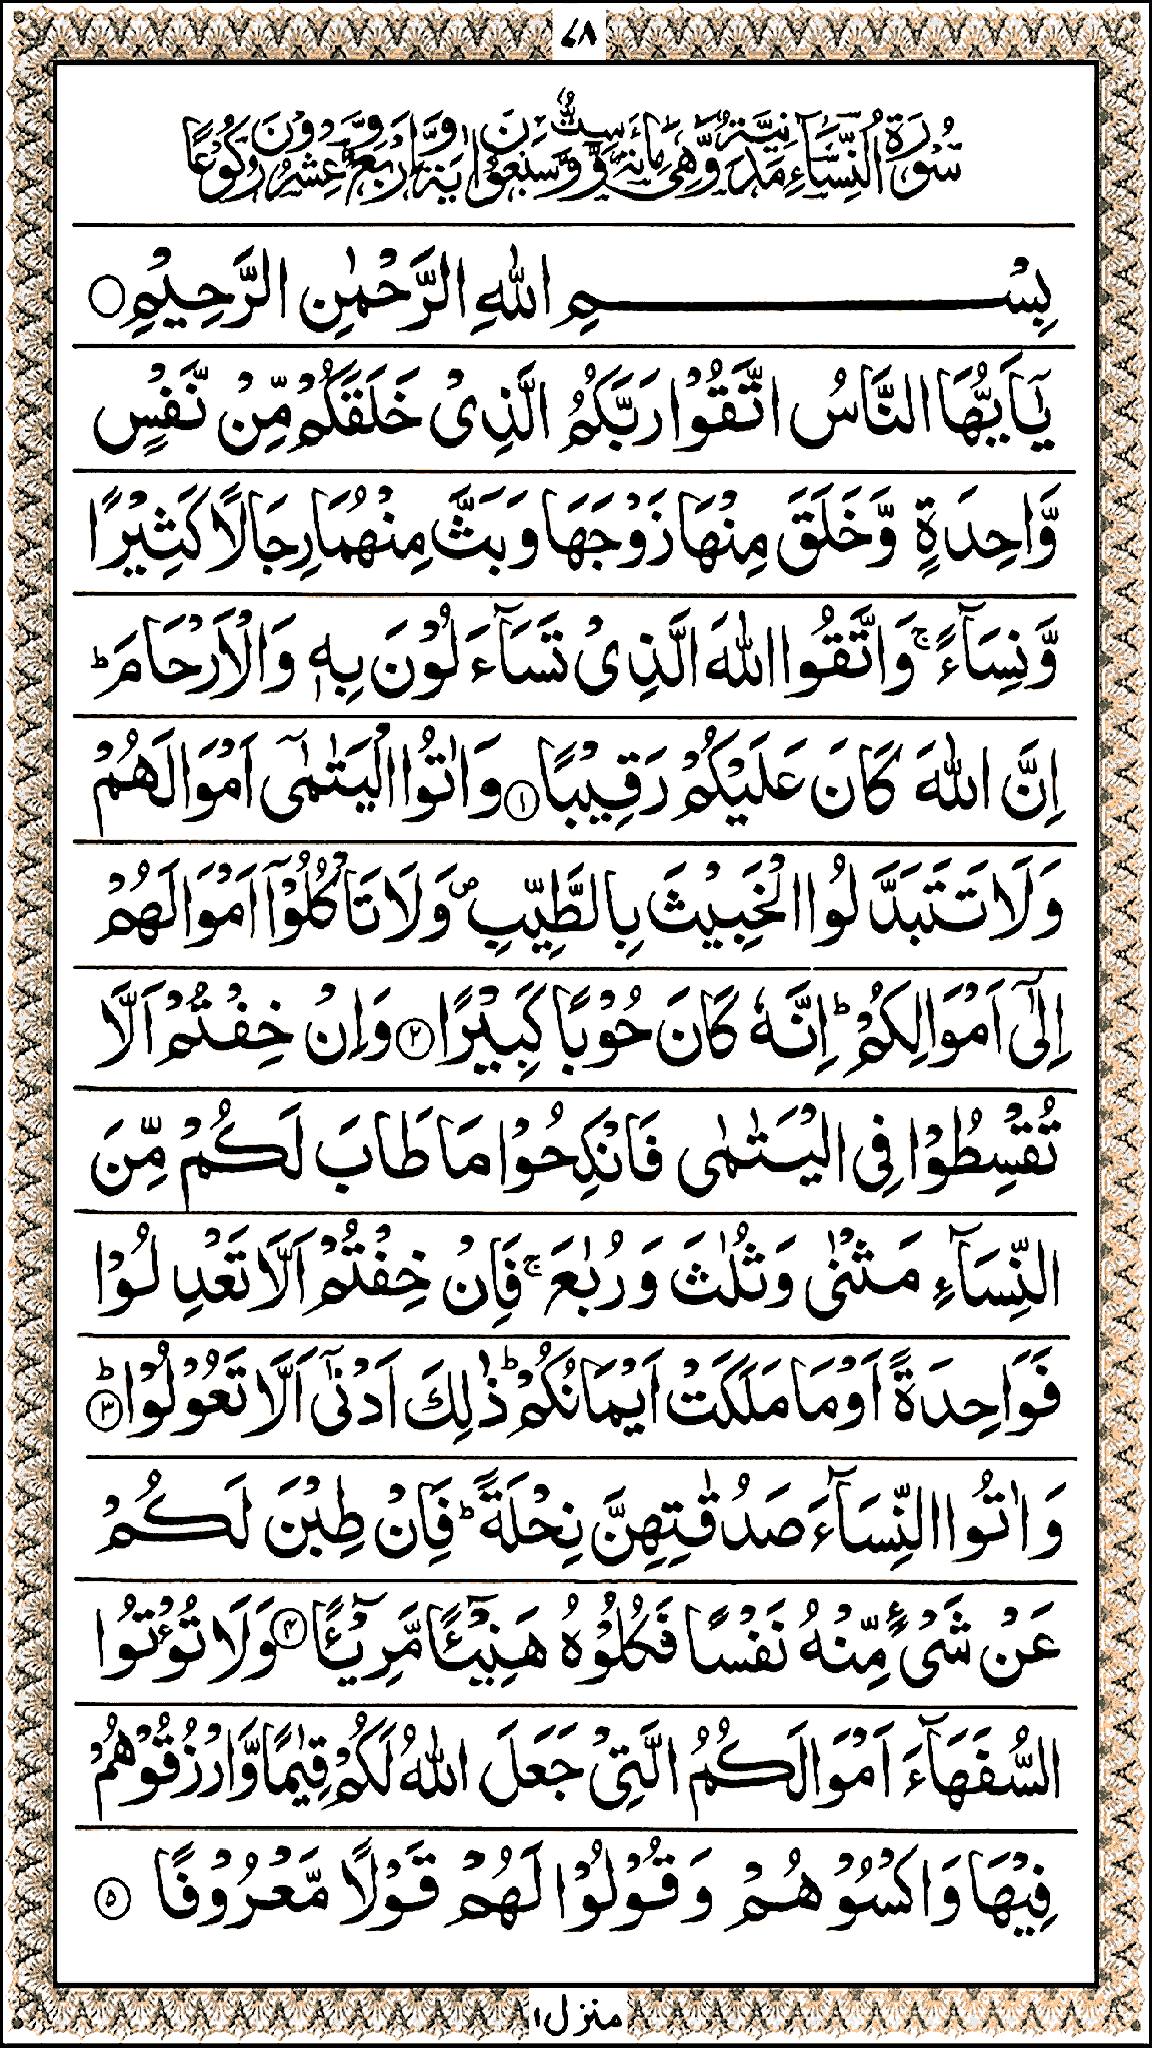 ٧٨
سُوْرَةُ النِّسَآءِ مَدَنِيَّةٌ وَّهِيَ مِائَةٌ وَّسِتٌّ وَّسَبْعُوْنَ اٰيَةً وَّاَرْبَعٌ وَّعِشْرُوْنَ رُكُوْعًا
بِسْمِ اللّٰهِ الرَّحْمٰنِ الرَّحِيْمِ
يٰٓاَيُّهَا النَّاسُ اتَّقُوْا رَبَّكُمُ الَّذِىْ خَلَقَكُمْ مِّنْ نَّفْسٍ
وَّاحِدَةٍ وَّخَلَقَ مِنْهَا زَوْجَهَا وَبَثَّ مِنْهُمَا رِجَالًا كَثِيْرًا
وَّنِسَآءً ۚ وَاتَّقُوا اللّٰهَ الَّذِىْ تَسَآءَلُوْنَ بِهٖ وَالْاَرْحَامَ ؕ
اِنَّ اللّٰهَ كَانَ عَلَيْكُمْ رَقِيْبًا ۝١ وَاٰتُوا الْيَتٰمٰٓى اَمْوَالَهُمْ
وَلَا تَتَبَدَّلُوا الْخَبِيْثَ بِالطَّيِّبِ ۪ وَلَا تَاْكُلُوْٓا اَمْوَالَهُمْ
اِلٰٓى اَمْوَالِكُمْ ؕ اِنَّهٗ كَانَ حُوْبًا كَبِيْرًا ۝٢ وَاِنْ خِفْتُمْ اَلَّا
تُقْسِطُوْا فِى الْيَتٰمٰى فَانْكِحُوْا مَا طَابَ لَكُمْ مِّنَ
النِّسَآءِ مَثْنٰى وَثُلٰثَ وَرُبٰعَ ۚ فَاِنْ خِفْتُمْ اَلَّا تَعْدِلُوْا
فَوَاحِدَةً اَوْ مَا مَلَكَتْ اَيْمَانُكُمْ ؕ ذٰلِكَ اَدْنٰٓى اَلَّا تَعُوْلُوْا ؕ ۝٣
وَاٰتُوا النِّسَآءَ صَدُقٰتِهِنَّ نِحْلَةً ؕ فَاِنْ طِبْنَ لَكُمْ
عَنْ شَىْءٍ مِّنْهُ نَفْسًا فَكُلُوْهُ هَنِيْٓئًا مَّرِيْٓئًا ۝٤ وَلَا تُؤْتُوا
السُّفَهَآءَ اَمْوَالَكُمُ الَّتِىْ جَعَلَ اللّٰهُ لَكُمْ قِيٰمًا وَّارْزُقُوْهُمْ
فِيْهَا وَاكْسُوْهُمْ وَقُوْلُوْا لَهُمْ قَوْلًا مَّعْرُوْفًا ۝٥
منزل ١